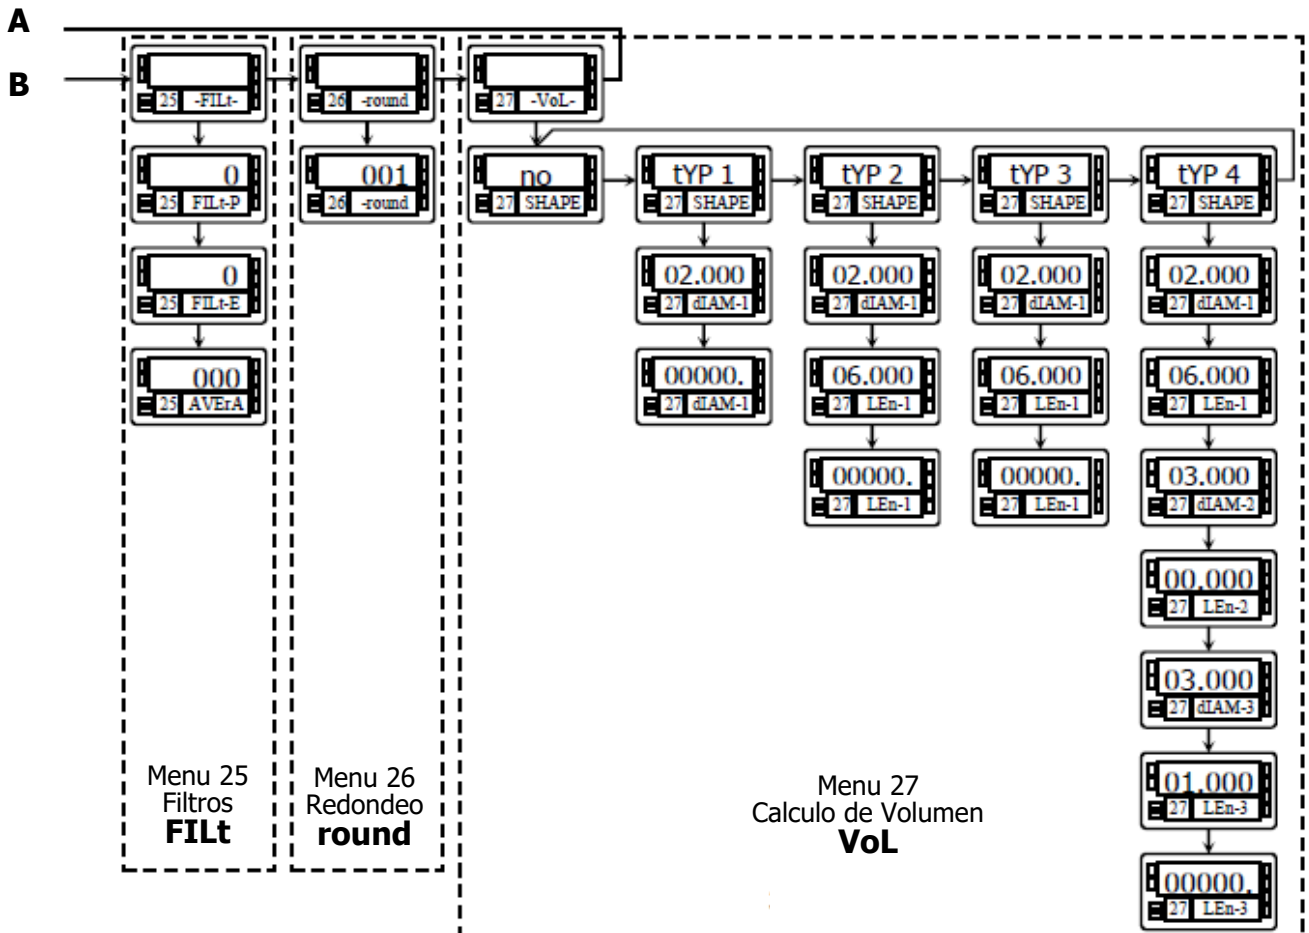 A
B
25 -FILt-
26 -round
27 -VoL-
0
25 FILt-P
001
26 -round
no
27 SHAPE
tYP 1
27 SHAPE
tYP 2
27 SHAPE
tYP 3
27 SHAPE
tYP 4
27 SHAPE
0
25 FILt-E
02.000
27 dIAM-1
02.000
27 dIAM-1
02.000
27 dIAM-1
02.000
27 dIAM-1
000
25 AVErA
00000.
27 dIAM-1
06.000
27 LEn-1
06.000
27 LEn-1
06.000
27 LEn-1
00000.
27 LEn-1
00000.
27 LEn-1
03.000
27 dIAM-2
00.000
27 LEn-2
03.000
27 dIAM-3
01.000
27 LEn-3
00000.
27 LEn-3
Menu 25
Filtros
FILt
Menu 26
Redondeo
round
Menu 27
Calculo de Volumen
VoL